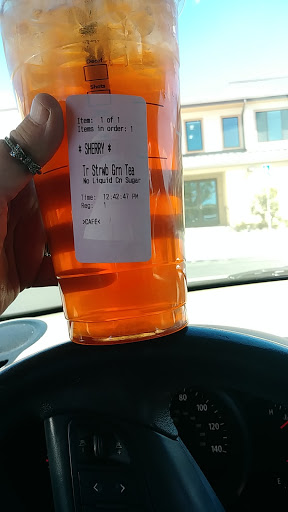 Decaf
Shots
Item: 1 of 1
Items in order: 1
* SHERRY *
Tr Strwb Grn Tea
No Liquid Cn Sugar
Time: 12:42:47 PM
Reg: 1
>CAFE<
80
100
120
140
H
E